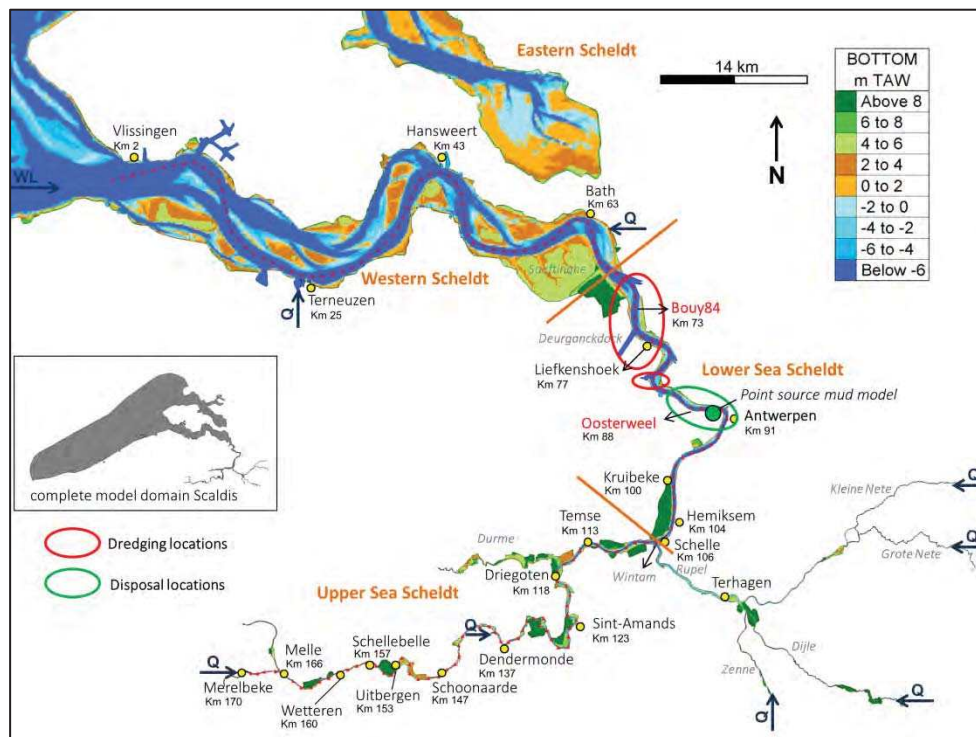 Eastern Scheldt
14 km
N
BOTTOM
m TAW
Above 8
6 to 8
4 to 6
2 to 4
0 to 2
-2 to 0
-4 to -2
-6 to -4
Below -6
Vlissingen
Km 2
WL
Hansweert
Km 43
Bath
Km 63
Q
Western Scheldt
Saeftinghe
Terneuzen
Km 25
Q
Bouy84
Km 73
Deurganckdock
Liefkenshoek
Km 77
Lower Sea Scheldt
Point source mud model
Oosterweel
Km 88
Antwerpen
Km 91
complete model domain Scaldis
Dredging locations
Disposal locations
Kruibeke
Km 100
Hemiksem
Km 104
Schelle
Km 106
Temse
Km 113
Durme
Wintam
Rupel
Driegoten
Km 118
Terhagen
Kleine Nete
Q
Grote Nete
Q
Upper Sea Scheldt
Sint-Amands
Km 123
Q
Dendermonde
Km 137
Schellebelle
Km 157
Melle
Km 166
Q
Merelbeke
Km 170
Wetteren
Km 160
Uitbergen
Km 153
Schoonaarde
Km 147
Zenne
Dijle
Q
Q